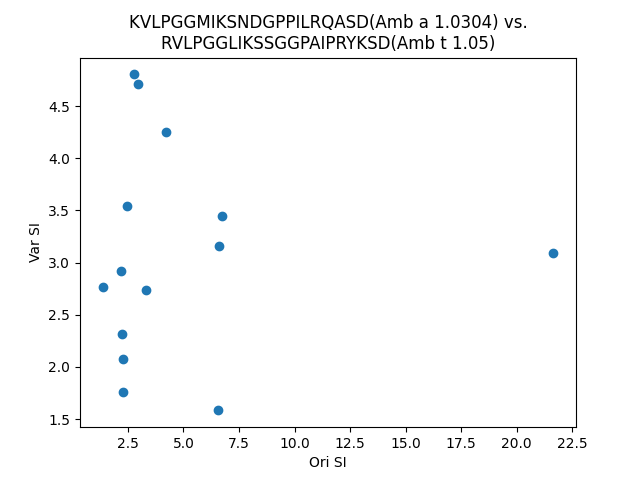 KVLPGGMIKSNDGPPILRQASD(Amb a 1.0304) vs.
RVLPGGLIKSSGGPAIPRYKSD(Amb t 1.05)
4.5
4.0
3.5
3.0
2.5
2.0
1.5
Var SI
2.5 5.0 7.5 10.0 12.5 15.0 17.5 20.0 22.5
Ori SI